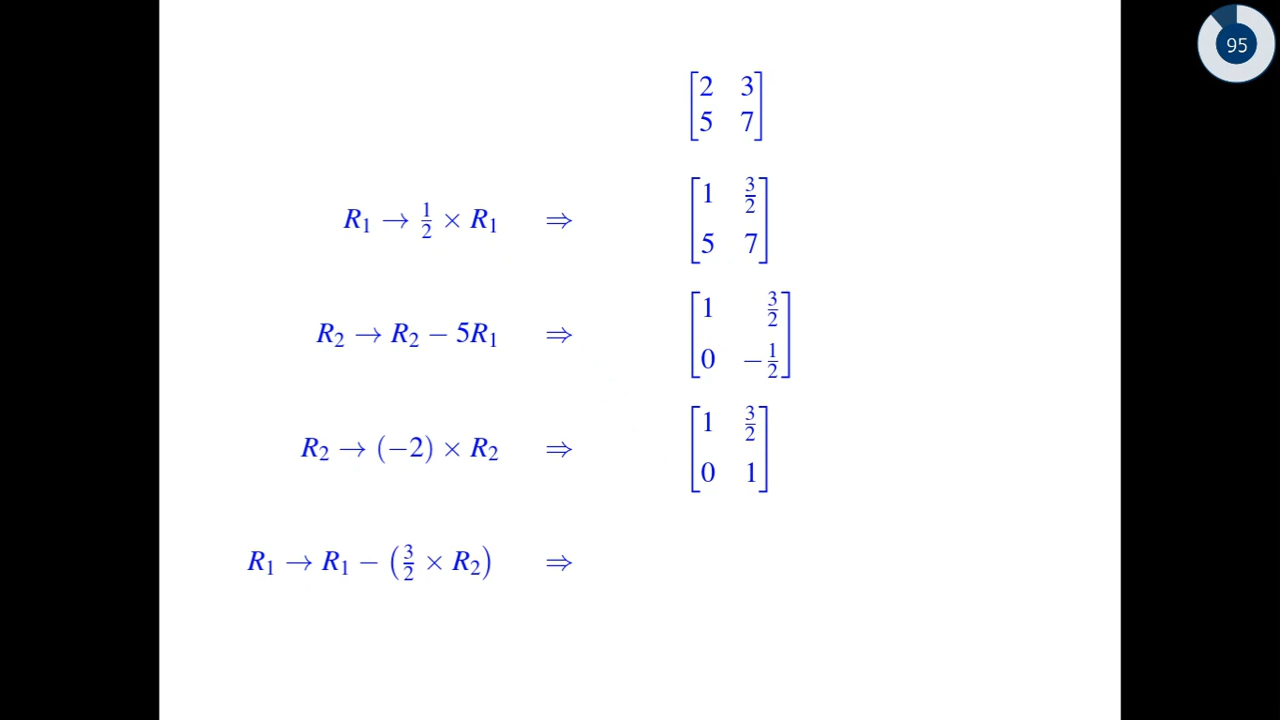 95
[2 3
5 7]
R₁ → 1/2 × R₁ ⇒ [1 3/2
5 7]
R₂ → R₂ − 5R₁ ⇒ [1 3/2
0 −1/2]
R₂ → (−2) × R₂ ⇒ [1 3/2
0 1]
R₁ → R₁ − (3/2 × R₂) ⇒